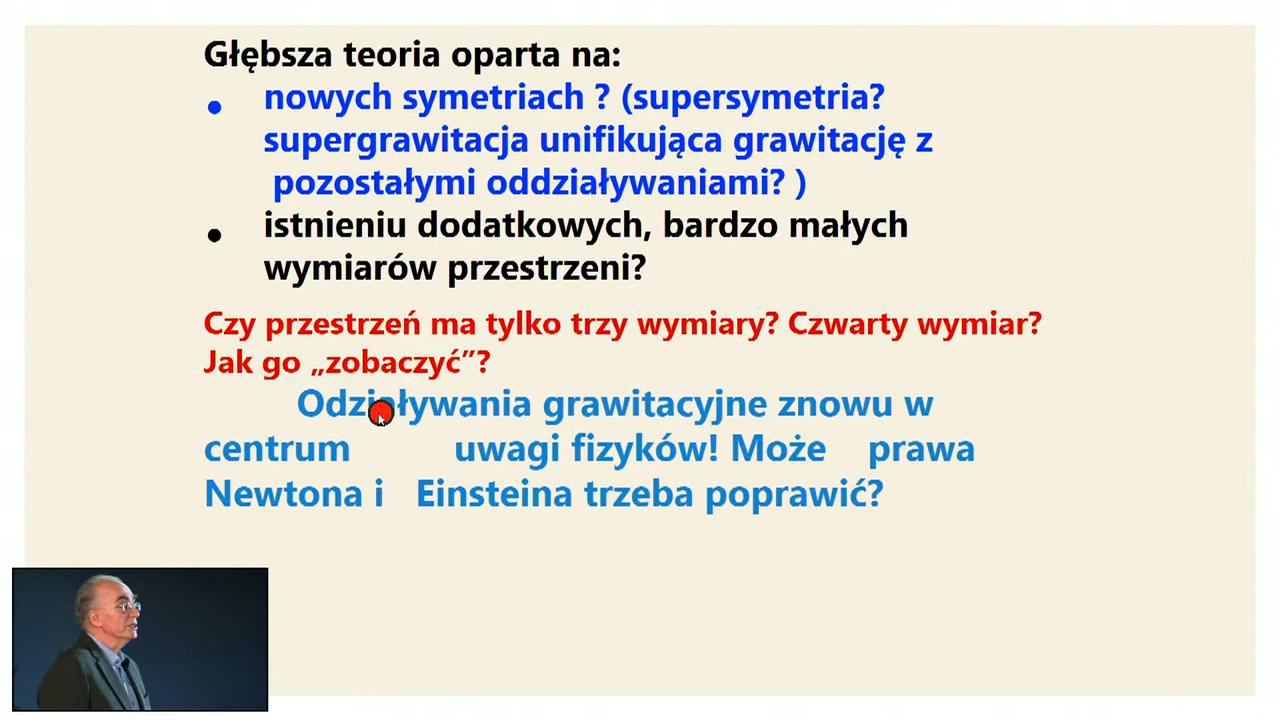 Głębsza teoria oparta na:
• nowych symetriach ? (supersymetria?
supergrawitacja unifikująca grawitację z
pozostałymi oddziaływaniami? )
• istnieniu dodatkowych, bardzo małych
wymiarów przestrzeni?
Czy przestrzeń ma tylko trzy wymiary? Czwarty wymiar?
Jak go „zobaczyć”?
Odziaływania grawitacyjne znowu w
centrum uwagi fizyków! Może prawa
Newtona i Einsteina trzeba poprawić?